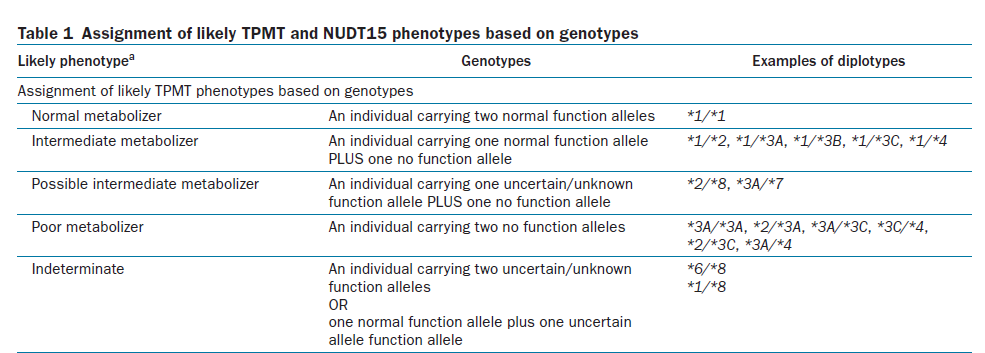 Table 1 Assignment of likely TPMT and NUDT15 phenotypes based on genotypes
Likely phenotypeᵃ Genotypes Examples of diplotypes
Assignment of likely TPMT phenotypes based on genotypes
Normal metabolizer An individual carrying two normal function alleles *1/*1
Intermediate metabolizer An individual carrying one normal function allele *1/*2, *1/*3A, *1/*3B, *1/*3C, *1/*4
PLUS one no function allele
Possible intermediate metabolizer An individual carrying one uncertain/unknown *2/*8, *3A/*7
function allele PLUS one no function allele
Poor metabolizer An individual carrying two no function alleles *3A/*3A, *2/*3A, *3A/*3C, *3C/*4,
*2/*3C, *3A/*4
Indeterminate An individual carrying two uncertain/unknown *6/*8
function alleles *1/*8
OR
one normal function allele plus one uncertain
allele function allele